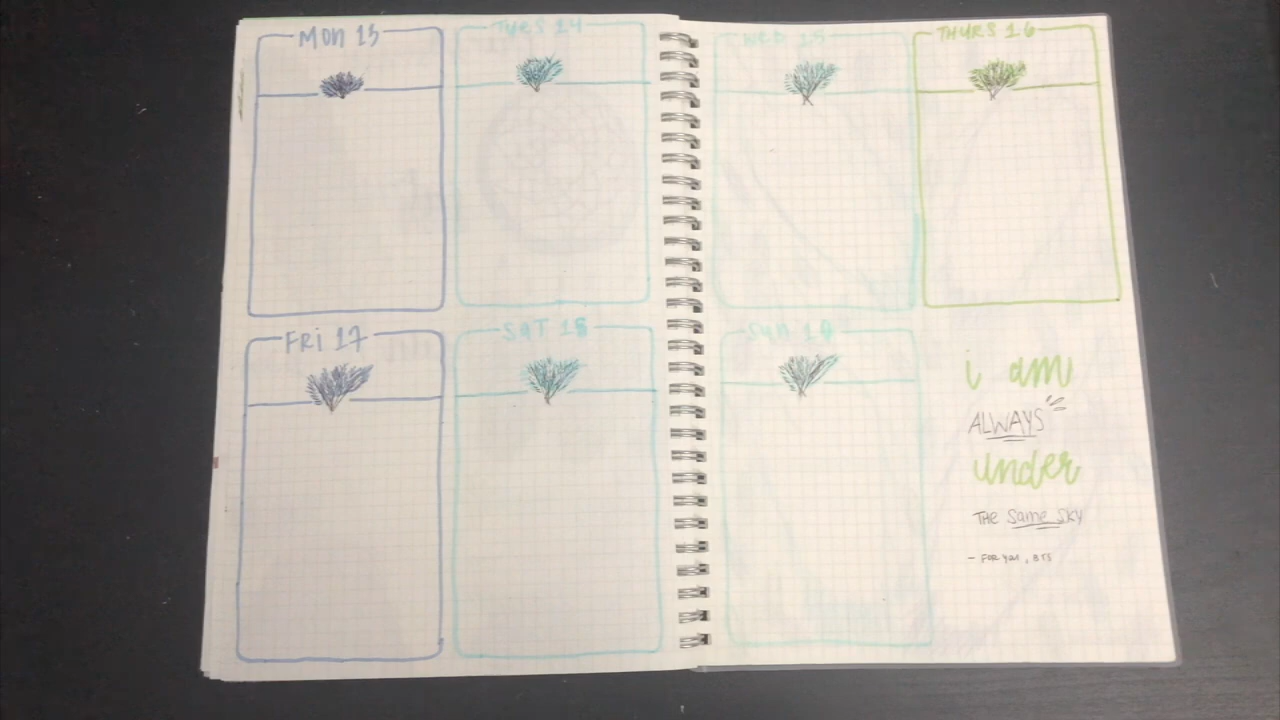 MON 13
TUES 14
WED 15
THURS 16
FRI 17
SAT 18
SUN 19
i am
ALWAYS
under
THE SAME SKY
- FOR YOU, BTS